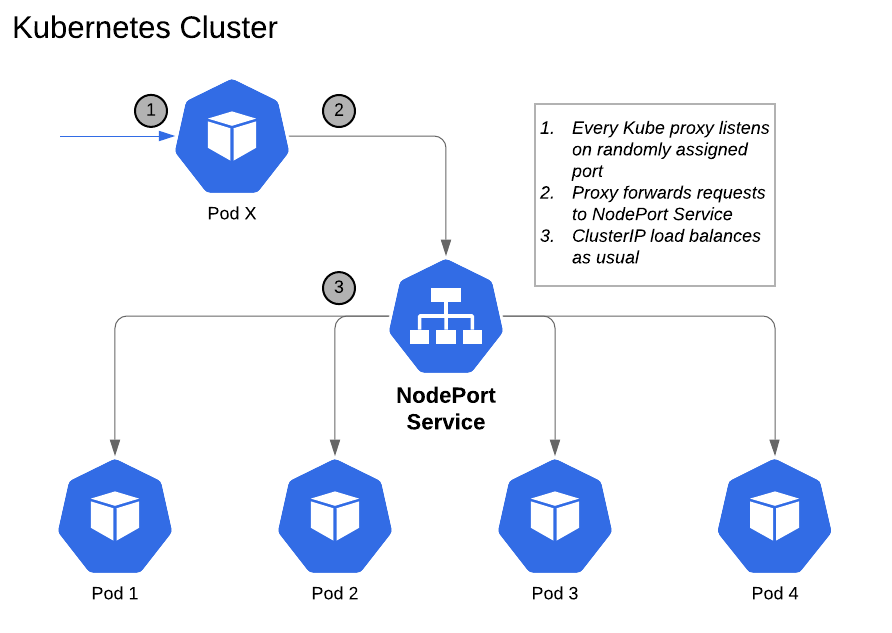 Kubernetes Cluster
1
2
Pod X
1. Every Kube proxy listens
on randomly assigned
port
2. Proxy forwards requests
to NodePort Service
3. ClusterIP load balances
as usual
3
NodePort
Service
Pod 1
Pod 2
Pod 3
Pod 4